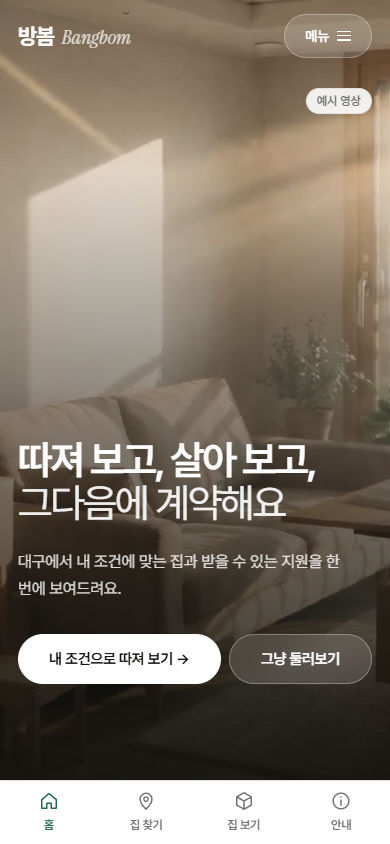 방봄 Bangbom
메뉴
예시 영상
따져 보고, 살아 보고,
그다음에 계약해요
대구에서 내 조건에 맞는 집과 받을 수 있는 지원을 한
번에 보여드려요.
내 조건으로 따져 보기 →
그냥 둘러보기
홈
집 찾기
집 보기
안내